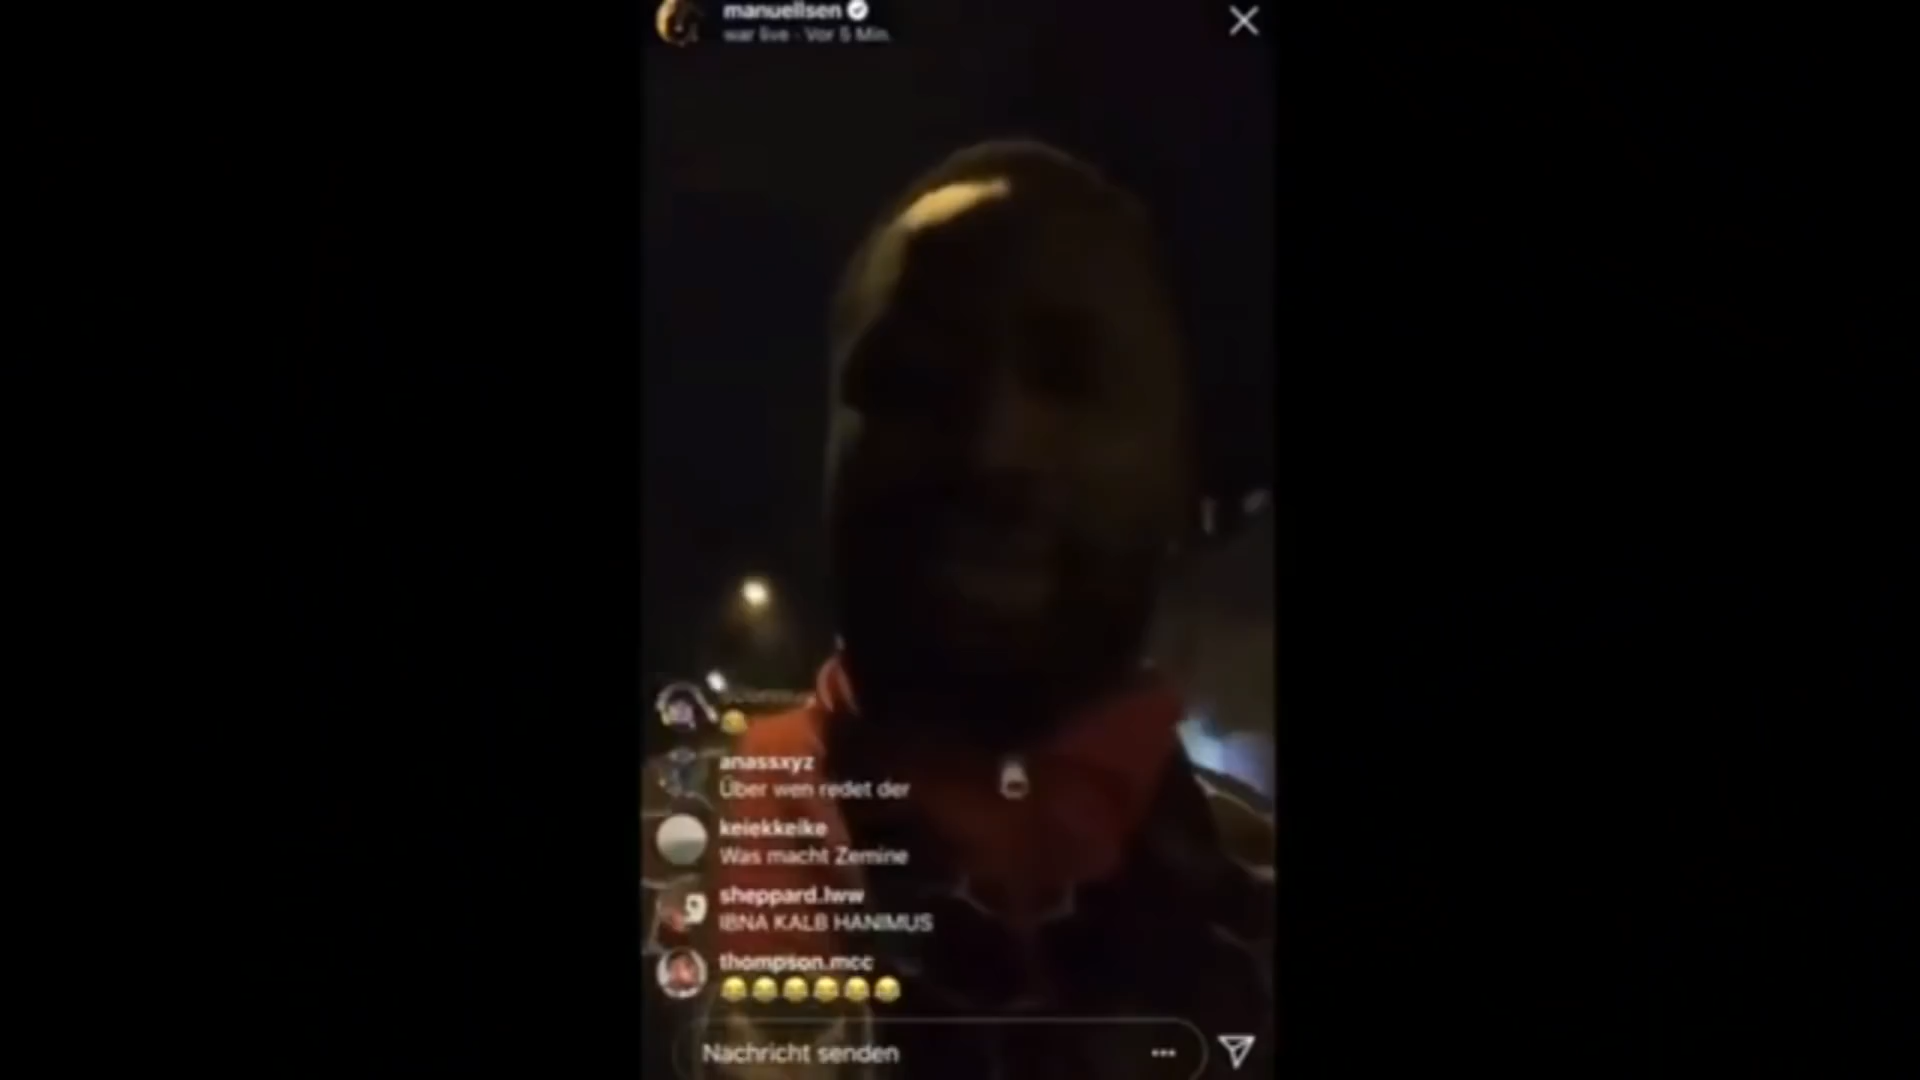 manuellsen
war live · Vor 5 Min.
😂
anassxyz
Über wen redet der
keiekkeike
Was macht Zemine
sheppard.lww
IBNA KALB HANIMUS
thompson.mcc
😂😂😂😂😂😂
Nachricht senden